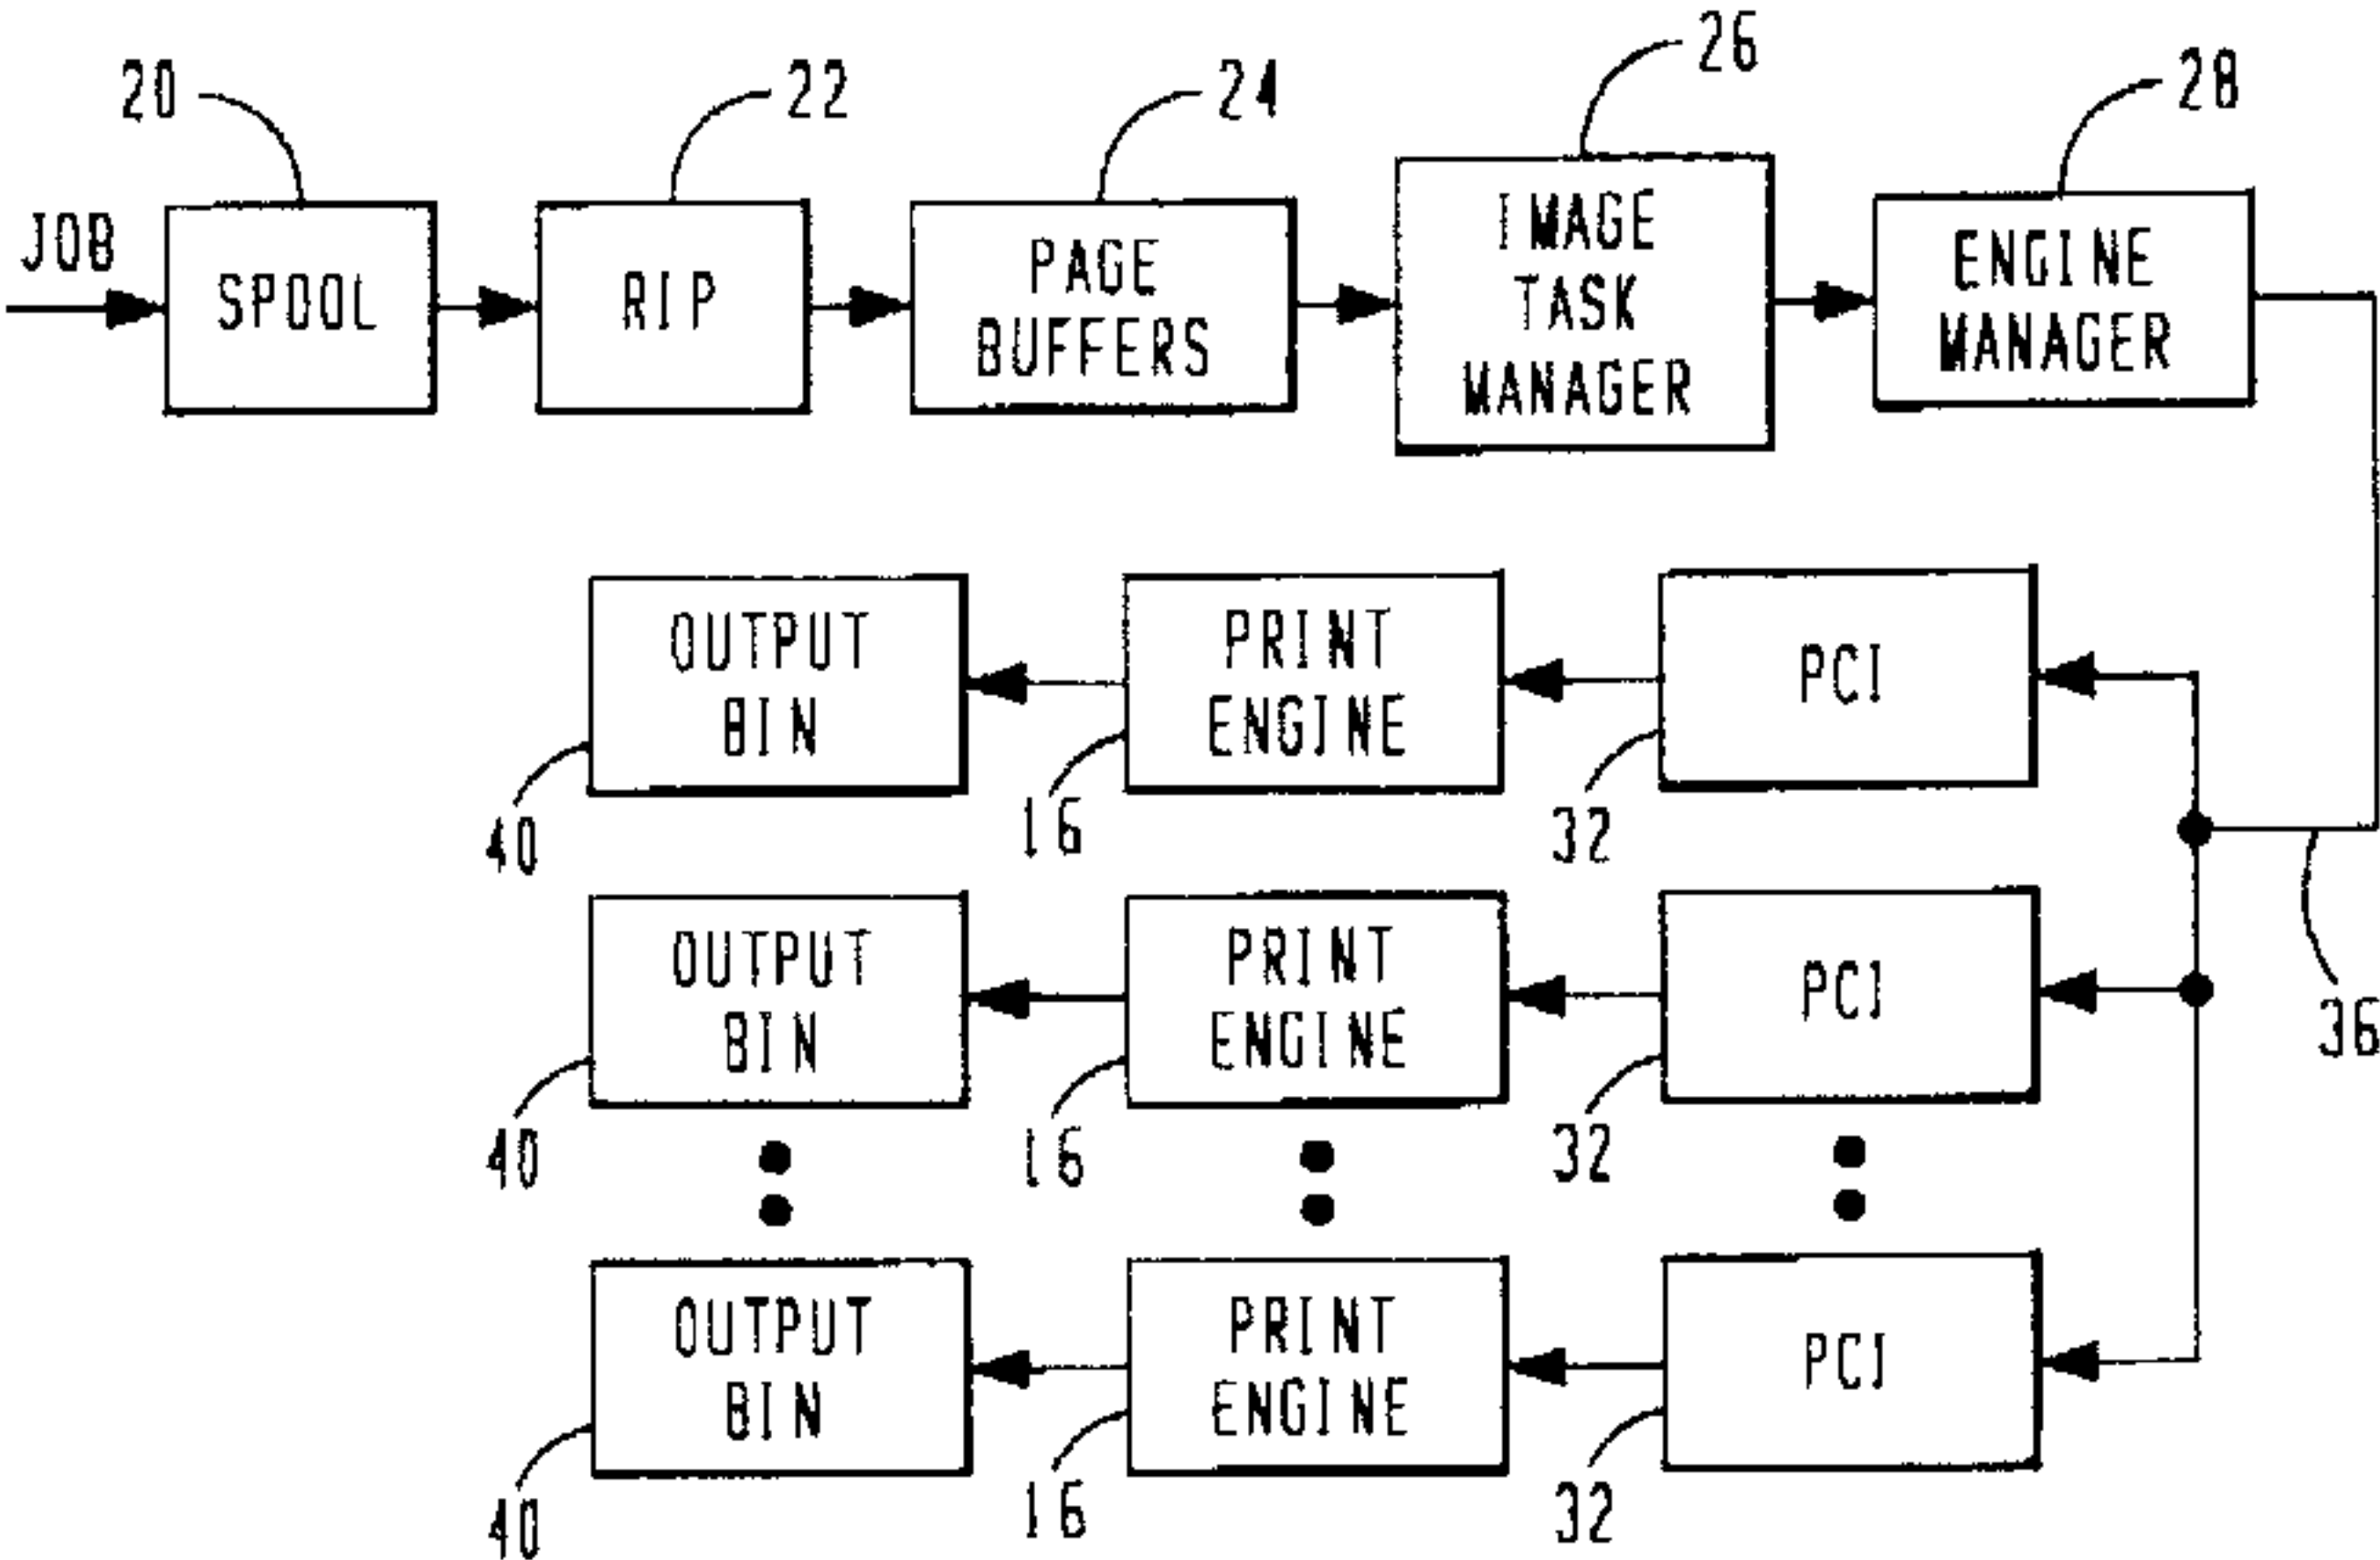 20
22
24
26
28
JOB
SPOOL
RIP
PAGE
BUFFERS
IMAGE
TASK
MANAGER
ENGINE
MANAGER
OUTPUT
BIN
PRINT
ENGINE
PCI
40
16
32
OUTPUT
BIN
PRINT
ENGINE
PCI
36
40
16
32
OUTPUT
BIN
PRINT
ENGINE
PCI
40
16
32